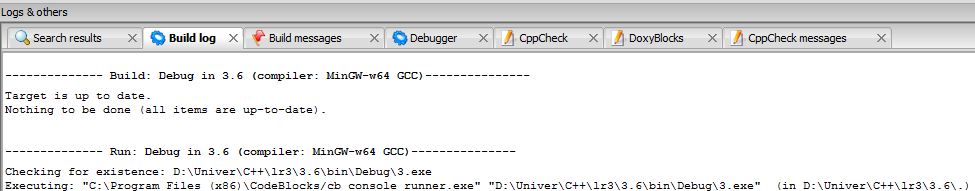 Logs & others
Search results
Build log
Build messages
Debugger
CppCheck
DoxyBlocks
CppCheck messages
-------------- Build: Debug in 3.6 (compiler: MinGW-w64 GCC)---------------
Target is up to date.
Nothing to be done (all items are up-to-date).
-------------- Run: Debug in 3.6 (compiler: MinGW-w64 GCC)---------------
Checking for existence: D:\Univer\C++\lr3\3.6\bin\Debug\3.exe
Executing: "C:\Program Files (x86)\CodeBlocks/cb_console_runner.exe" "D:\Univer\C++\lr3\3.6\bin\Debug\3.exe"  (in D:\Univer\C++\lr3\3.6\.)